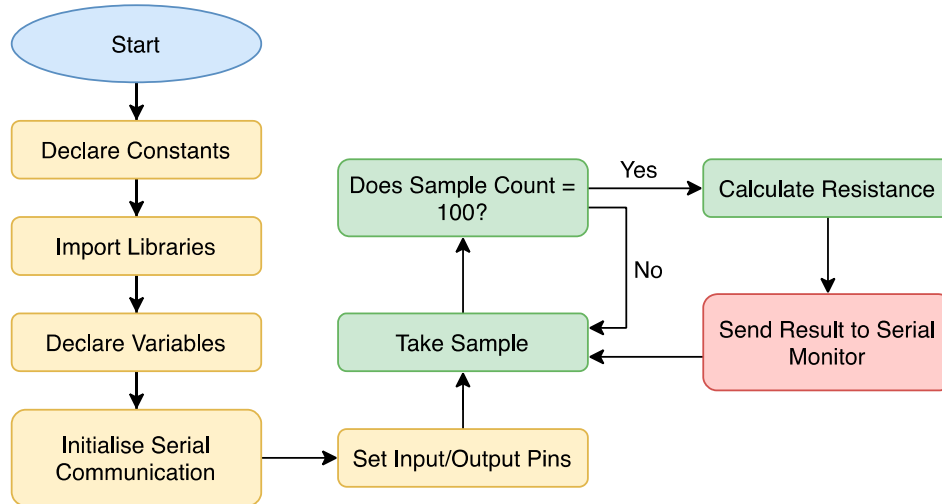 Start
Declare Constants
Import Libraries
Declare Variables
Initialise Serial
Communication
Set Input/Output Pins
Take Sample
Does Sample Count =
100?
Yes
No
Calculate Resistance
Send Result to Serial
Monitor